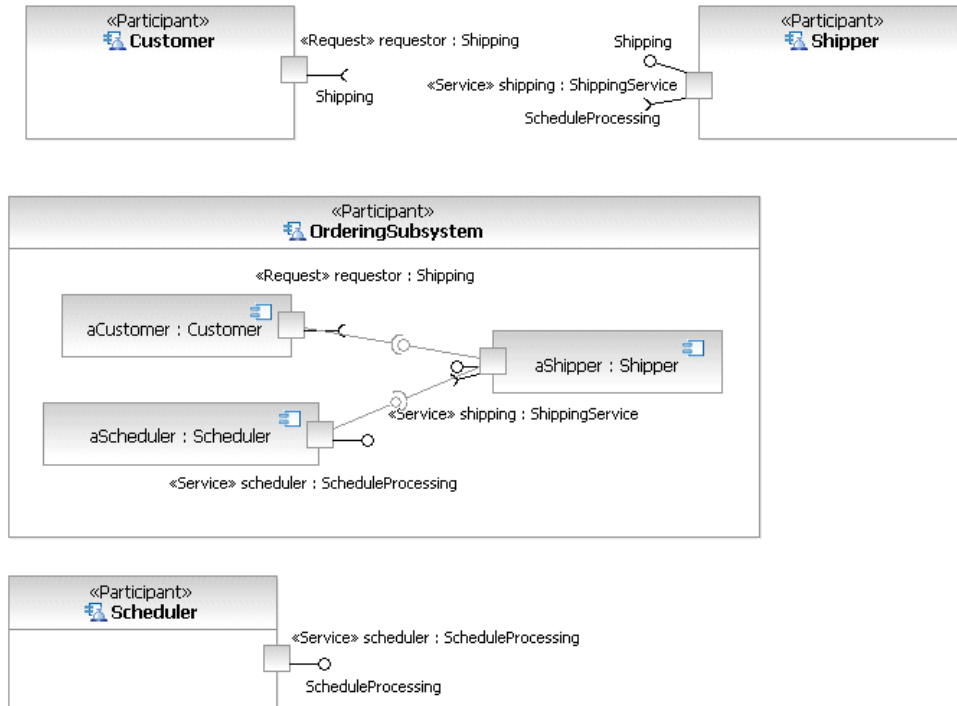 «Participant»
Customer
«Request» requestor : Shipping
Shipping
«Participant»
Shipper
Shipping
«Service» shipping : ShippingService
ScheduleProcessing
«Participant»
OrderingSubsystem
«Request» requestor : Shipping
aCustomer : Customer
aShipper : Shipper
«Service» shipping : ShippingService
aScheduler : Scheduler
«Service» scheduler : ScheduleProcessing
«Participant»
Scheduler
«Service» scheduler : ScheduleProcessing
ScheduleProcessing